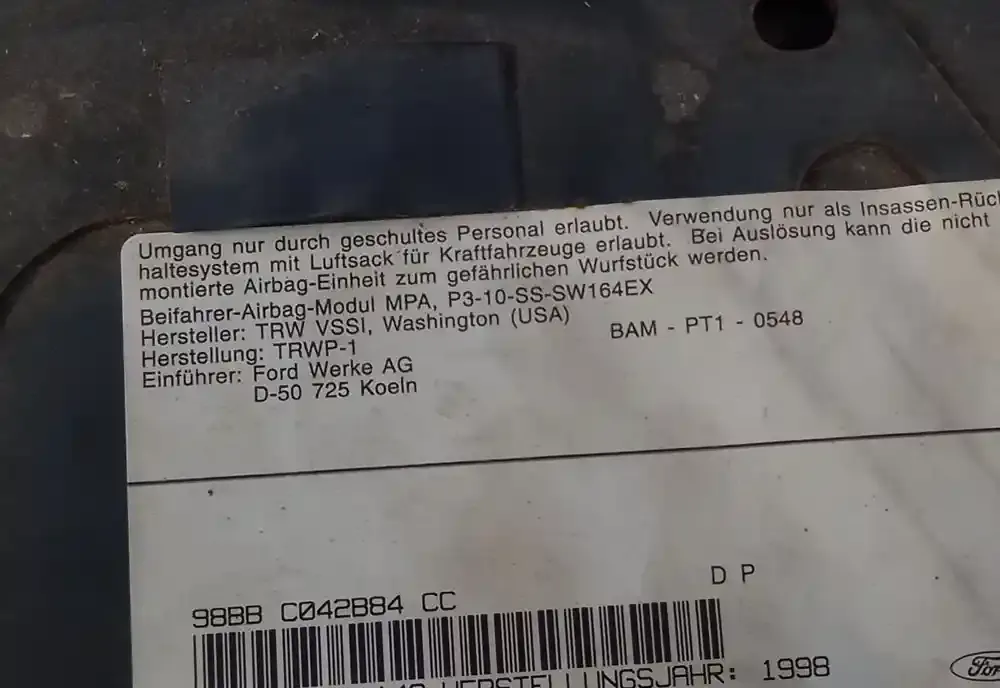 Umgang nur durch geschultes Personal erlaubt. Verwendung nur als Insassen-Rück
haltesystem mit Luftsack für Kraftfahrzeuge erlaubt. Bei Auslösung kann die nicht
montierte Airbag-Einheit zum gefährlichen Wurfstück werden.
Beifahrer-Airbag-Modul MPA, P3-10-SS-SW164EX
Hersteller: TRW VSSI, Washington (USA) BAM - PT1 - 0548
Herstellung: TRWP-1
Einführer: Ford Werke AG
D-50 725 Koeln
D P
98BB C042B84 CC
HERSTELLUNGSJAHR: 1998
Ford